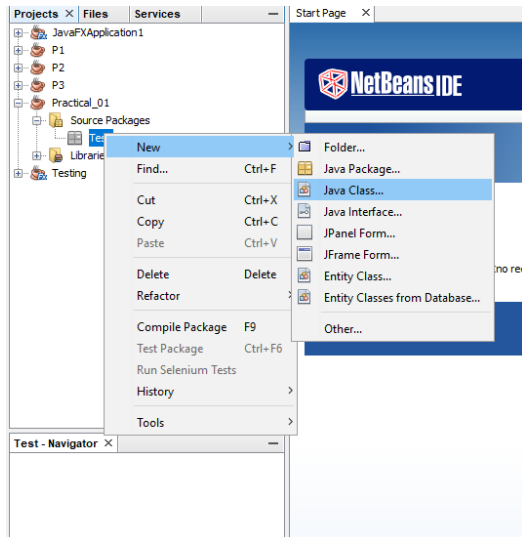 Projects Files Services
JavaFXApplication1
P1
P2
P3
Practical_01
Source Packages
Librarie
Testing
New
Find... Ctrl+F
Cut Ctrl+X
Copy Ctrl+C
Paste Ctrl+V
Delete Delete
Refactor
Compile Package F9
Test Package Ctrl+F6
Run Selenium Tests
History
Tools
Test - Navigator
Start Page
NetBeans IDE
Folder...
Java Package...
Java Class...
Java Interface...
JPanel Form...
JFrame Form...
Entity Class...
Entity Classes from Database...
Other...